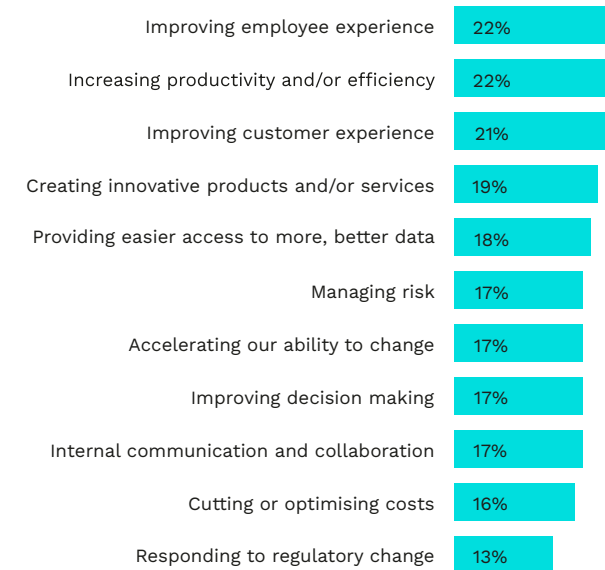 Improving employee experience 22%
Increasing productivity and/or efficiency 22%
Improving customer experience 21%
Creating innovative products and/or services 19%
Providing easier access to more, better data 18%
Managing risk 17%
Accelerating our ability to change 17%
Improving decision making 17%
Internal communication and collaboration 17%
Cutting or optimising costs 16%
Responding to regulatory change 13%